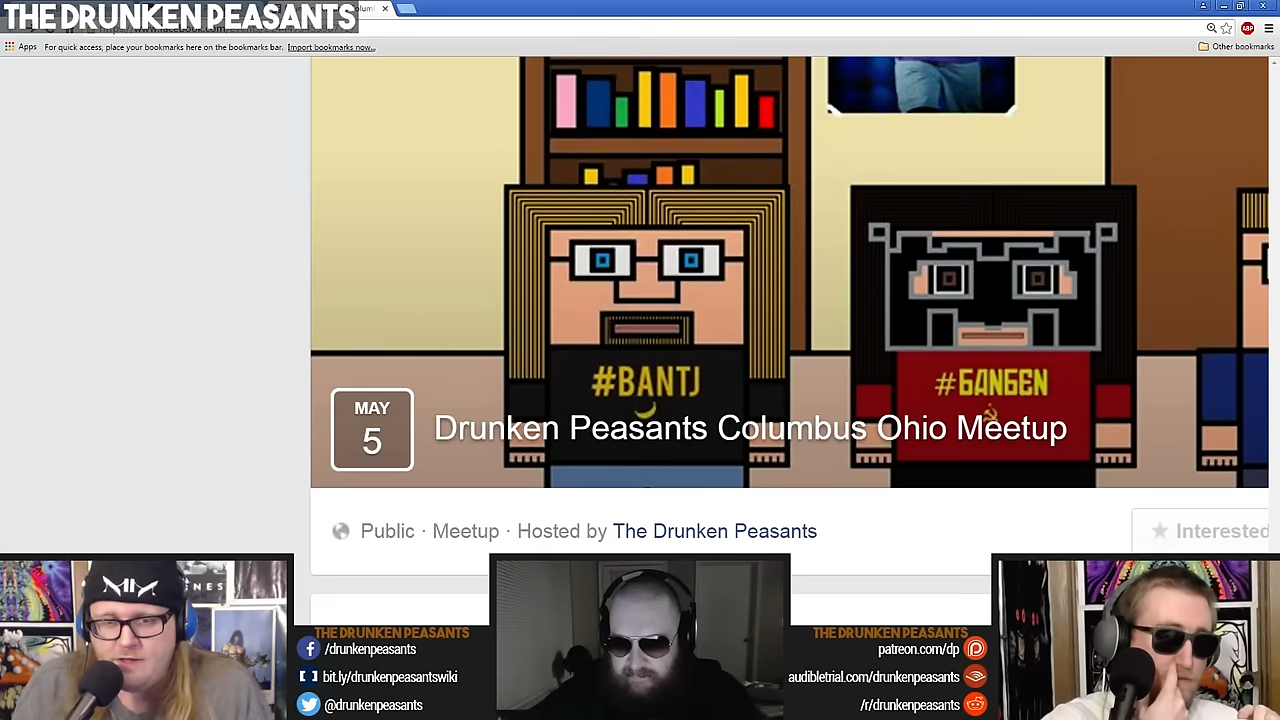 THE DRUNKEN PEASANTS
Apps For quick access, place your bookmarks here on the bookmarks bar. Import bookmarks now...
Other bookmarks
ABP
#BANTJ
#GANGEN
MAY
5
Drunken Peasants Columbus Ohio Meetup
Public · Meetup · Hosted by The Drunken Peasants
Interested
THE DRUNKEN PEASANTS
/drunkenpeasants
bit.ly/drunkenpeasantswiki
@drunkenpeasants
THE DRUNKEN PEASANTS
patreon.com/dp
audibletrial.com/drunkenpeasants
/r/drunkenpeasants